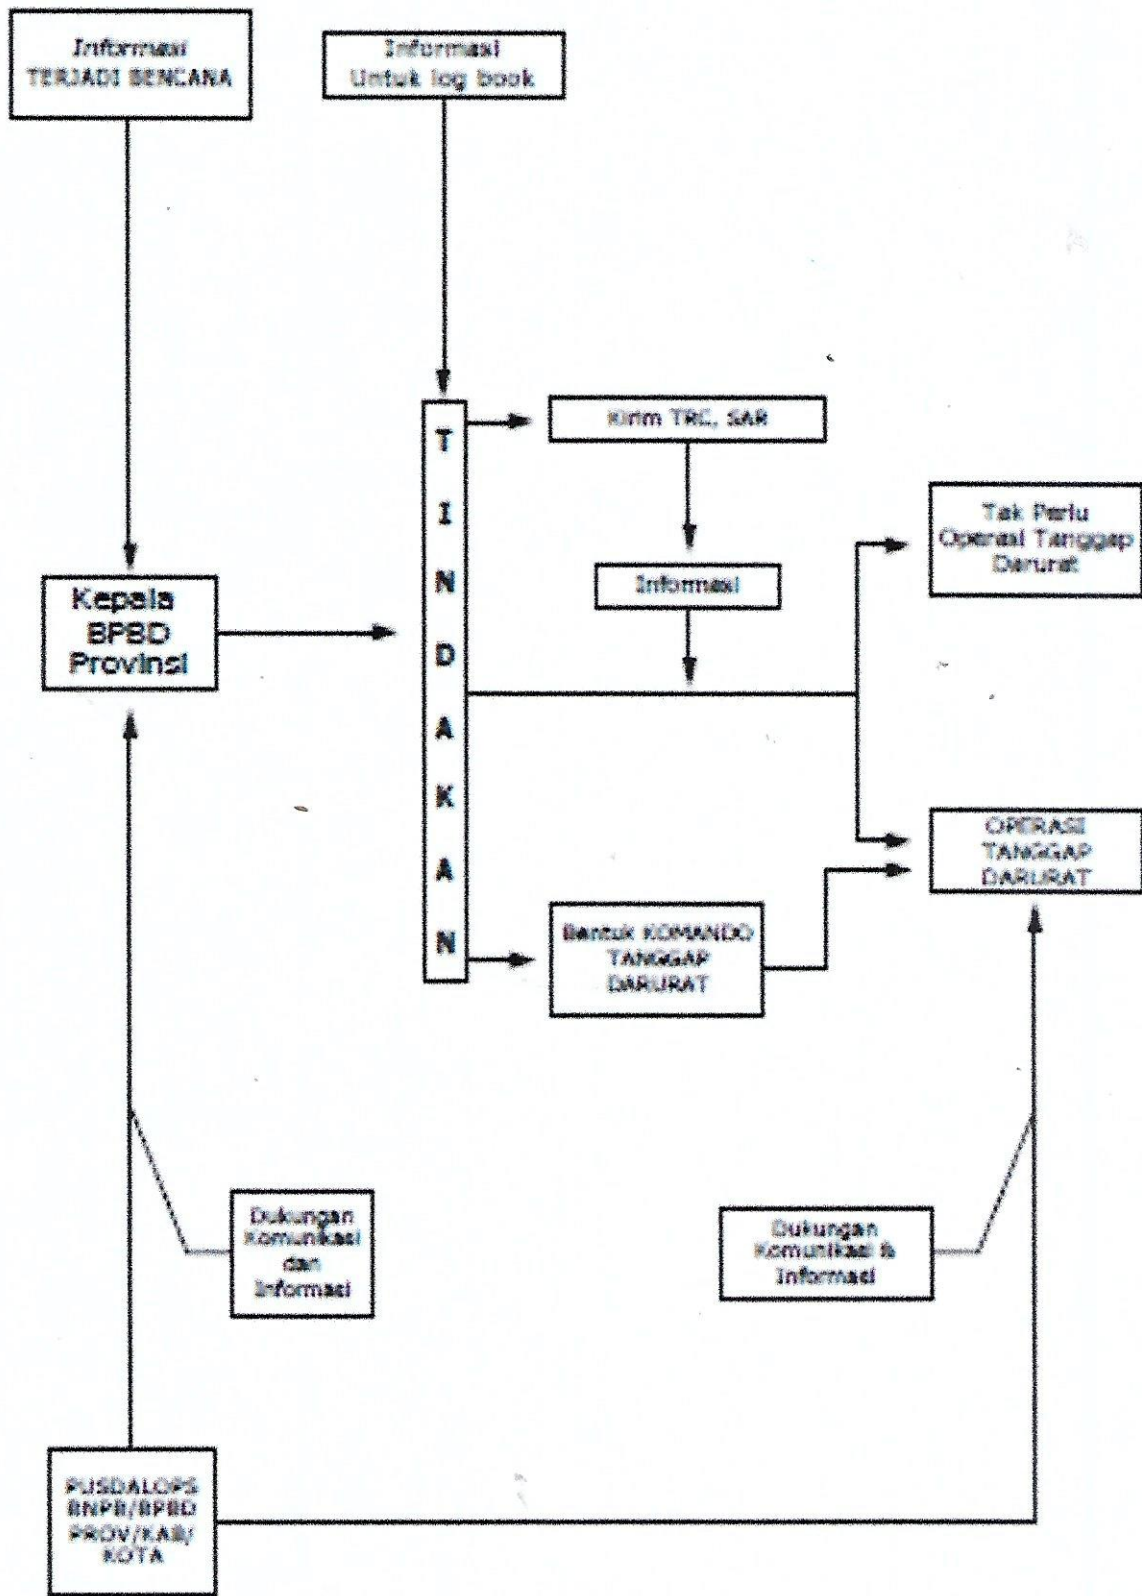 Informasi
TERJADI BENCANA
Informasi
Untuk log book
T
I
N
D
A
K
A
N
Kirim TRC, SAR
Tak Perlu
Operasi Tanggap
Darurat
Informasi
Kepala
BPBD
Provinsi
OPERASI
TANGGAP
DARURAT
Bentuk KOMANDO
TANGGAP
DARURAT
Dukungan
Komunikasi
dan
Informasi
Dukungan
Komunikasi &
Informasi
PUSDALOPS
BNPB/BPBD
PROV/KAB/
KOTA